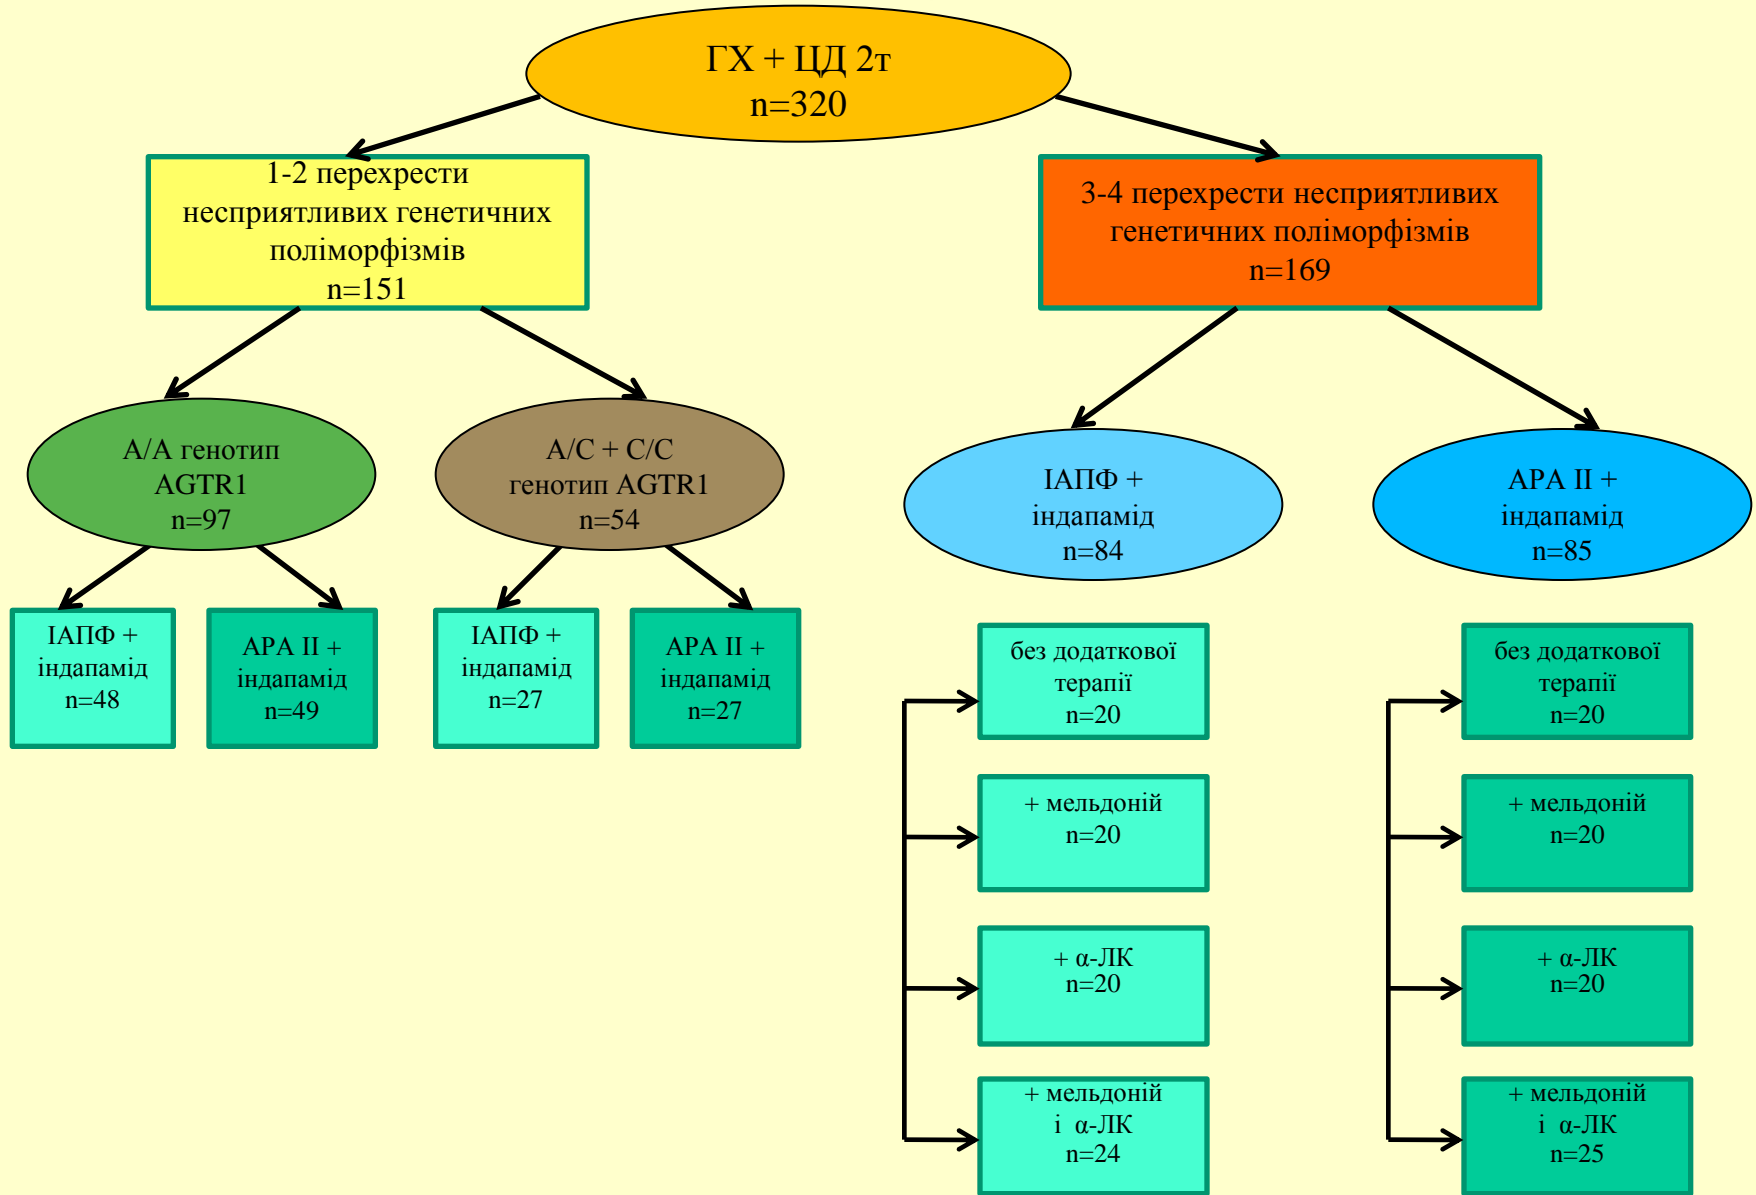 ГХ + ЦД 2т
n=320
1-2 перехрести
несприятливих генетичних
поліморфізмів
n=151
3-4 перехрести несприятливих
генетичних поліморфізмів
n=169
А/А генотип
AGTR1
n=97
А/С + С/С
генотип AGTR1
n=54
ІАПФ +
індапамід
n=84
АРА ІІ +
індапамід
n=85
ІАПФ +
індапамід
n=48
АРА ІІ +
індапамід
n=49
ІАПФ +
індапамід
n=27
АРА ІІ +
індапамід
n=27
без додаткової
терапії
n=20
+ мельдоній
n=20
+ α-ЛК
n=20
+ мельдоній
і α-ЛК
n=24
без додаткової
терапії
n=20
+ мельдоній
n=20
+ α-ЛК
n=20
+ мельдоній
і α-ЛК
n=25